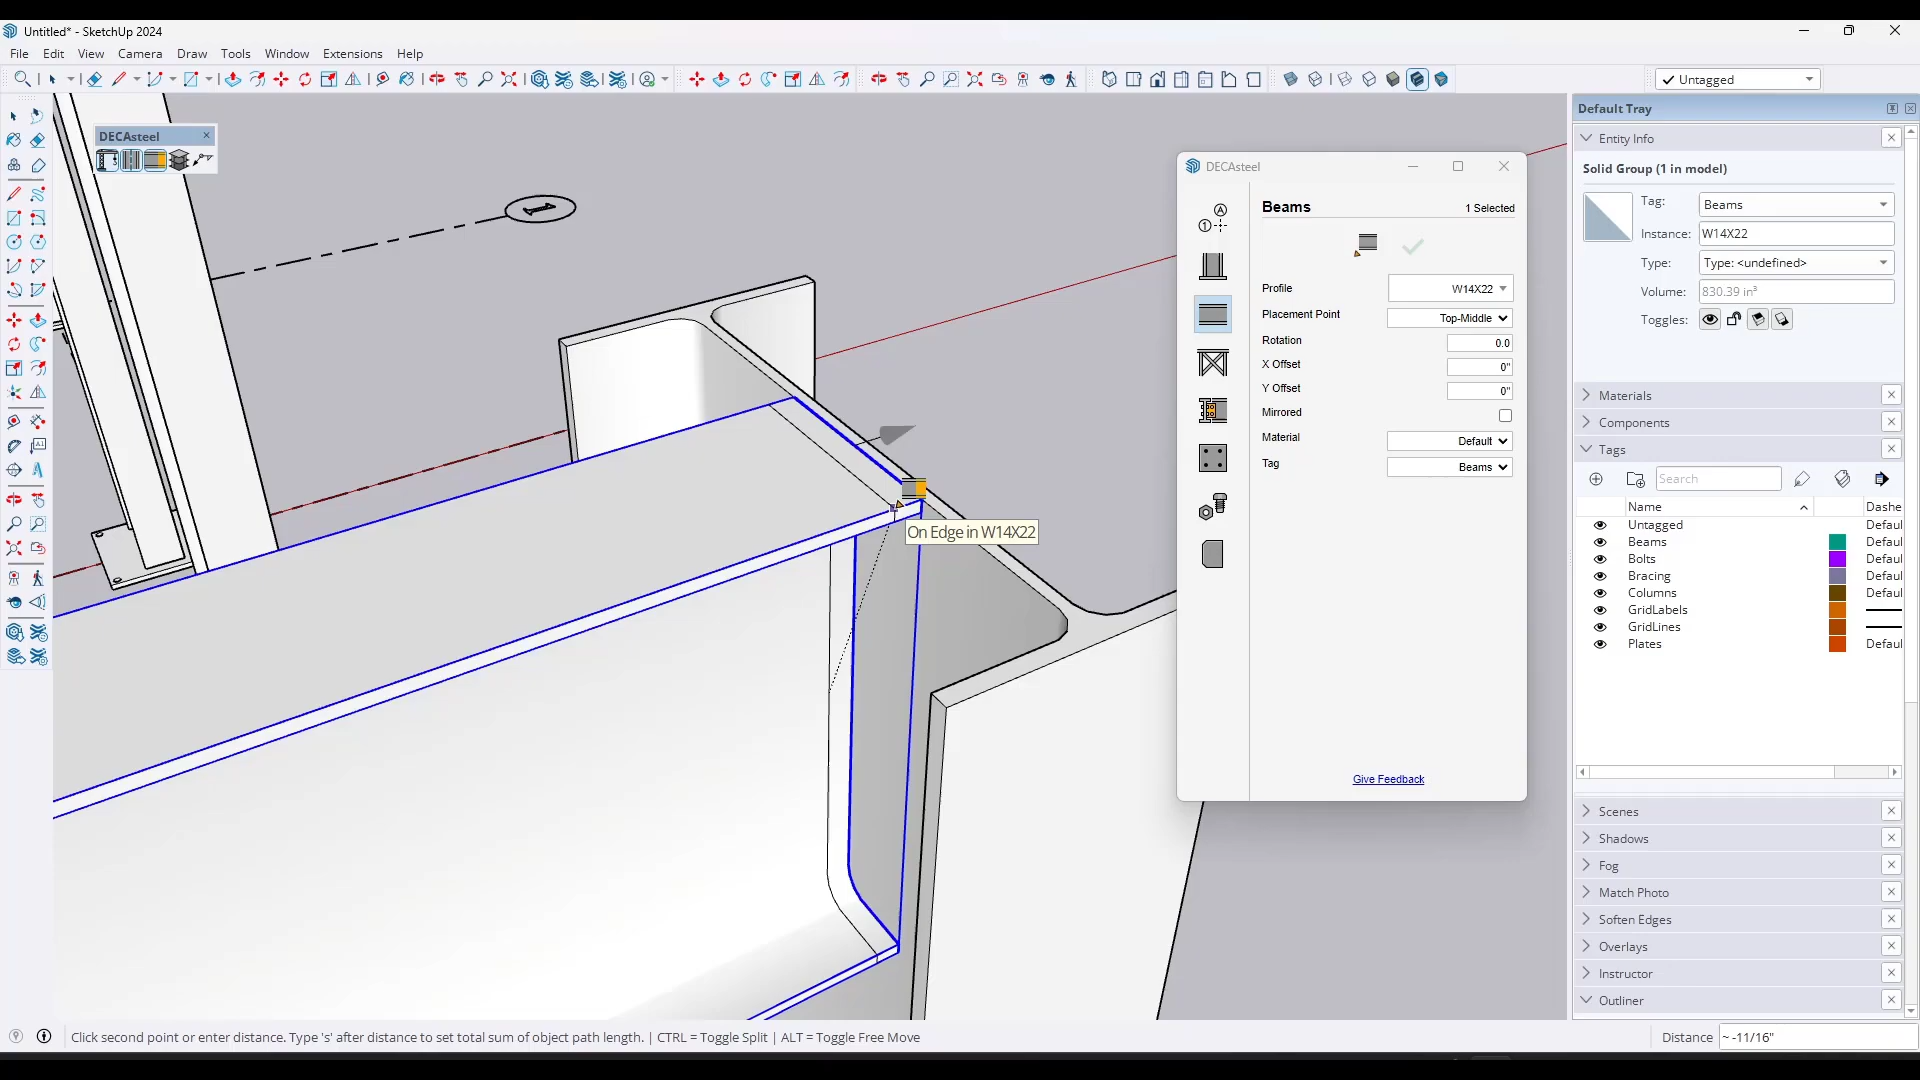 Untitled* - SketchUp 2024
File Edit View Camera Draw Tools Window Extensions Help
Untagged
DECAsteel
I
On Edge in W14X22
DECAsteel
Beams 1 Selected
Profile W14X22
Placement Point Top-Middle
Rotation 0.0
X Offset 0"
Y Offset 0"
Mirrored
Material Default
Tag Beams
Give Feedback
Default Tray
Entity Info
Solid Group (1 in model)
Tag: Beams
Instance: W14X22
Type: Type: <undefined>
Volume: 830.39 in³
Toggles:
Materials
Components
Tags
Search
Name Dashe
Untagged Defaul
Beams Defaul
Bolts Defaul
Bracing Defaul
Columns Defaul
GridLabels
GridLines
Plates Defaul
Scenes
Shadows
Fog
Match Photo
Soften Edges
Overlays
Instructor
Outliner
Click second point or enter distance. Type 's' after distance to set total sum of object path length. | CTRL = Toggle Split | ALT = Toggle Free Move
Distance ~ -11/16"